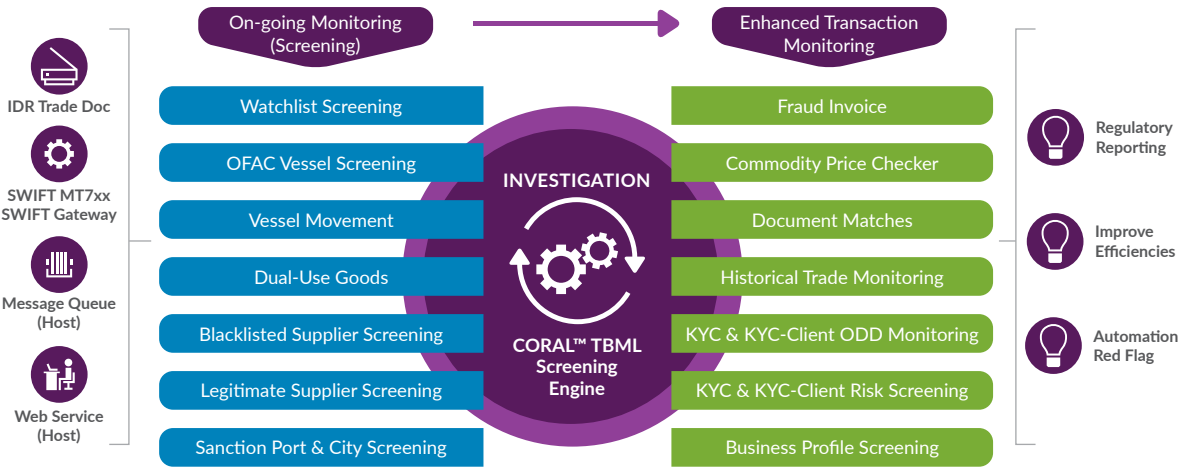 On-going Monitoring
(Screening)
Enhanced Transaction
Monitoring
IDR Trade Doc
SWIFT MT7xx
SWIFT Gateway
Message Queue
(Host)
Web Service
(Host)
Watchlist Screening
OFAC Vessel Screening
Vessel Movement
Dual-Use Goods
Blacklisted Supplier Screening
Legitimate Supplier Screening
Sanction Port & City Screening
INVESTIGATION
CORAL™ TBML
Screening
Engine
Fraud Invoice
Commodity Price Checker
Document Matches
Historical Trade Monitoring
KYC & KYC-Client ODD Monitoring
KYC & KYC-Client Risk Screening
Business Profile Screening
Regulatory
Reporting
Improve
Efficiencies
Automation
Red Flag